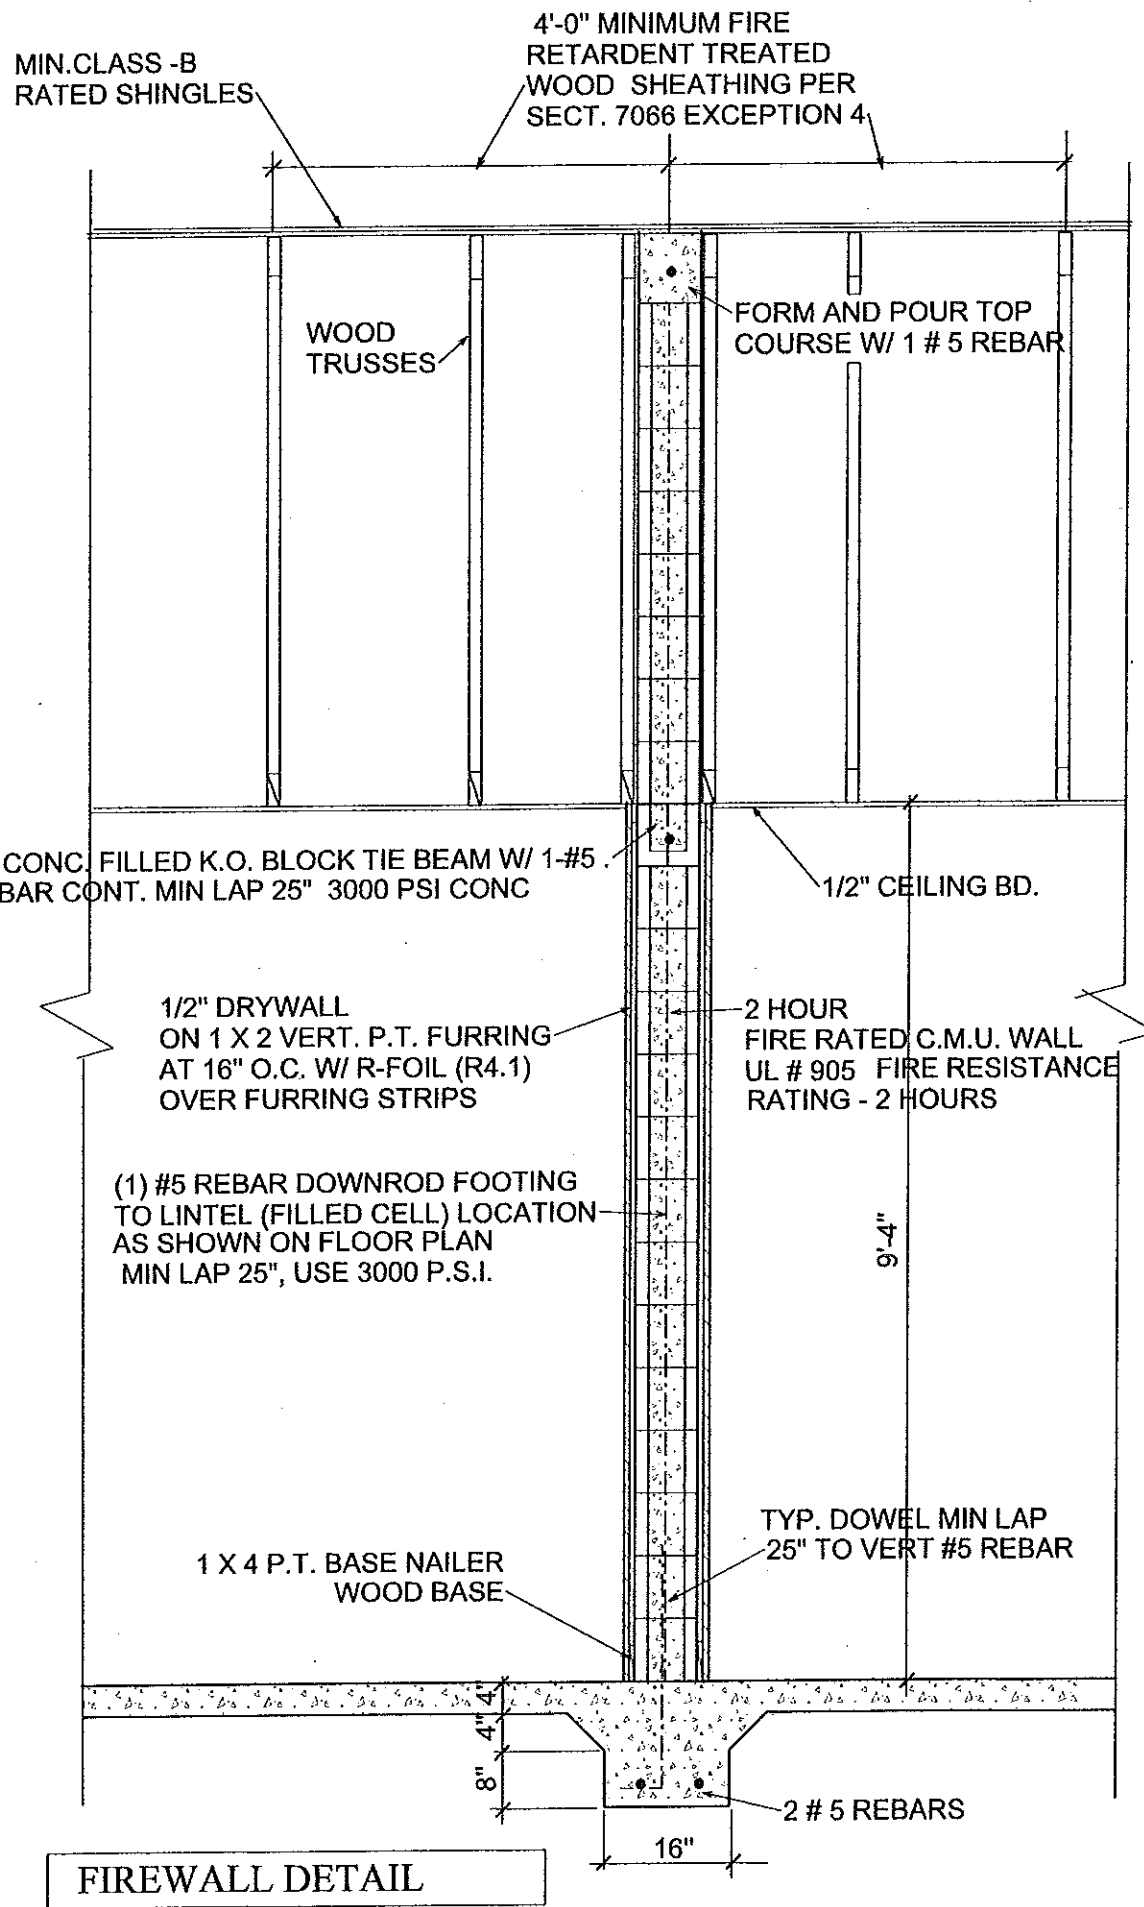 4'-0" MINIMUM FIRE
RETARDENT TREATED
WOOD SHEATHING PER
SECT. 7066 EXCEPTION 4
MIN.CLASS -B
RATED SHINGLES
WOOD
TRUSSES
FORM AND POUR TOP
COURSE W/ 1 # 5 REBAR
CONC. FILLED K.O. BLOCK TIE BEAM W/ 1-#5
BAR CONT. MIN LAP 25" 3000 PSI CONC
1/2" CEILING BD.
1/2" DRYWALL
ON 1 X 2 VERT. P.T. FURRING
AT 16" O.C. W/ R-FOIL (R4.1)
OVER FURRING STRIPS
2 HOUR
FIRE RATED C.M.U. WALL
UL # 905 FIRE RESISTANCE
RATING - 2 HOURS
(1) #5 REBAR DOWNROD FOOTING
TO LINTEL (FILLED CELL) LOCATION
AS SHOWN ON FLOOR PLAN
MIN LAP 25", USE 3000 P.S.I.
9'-4"
TYP. DOWEL MIN LAP
25" TO VERT #5 REBAR
1 X 4 P.T. BASE NAILER
WOOD BASE
4"
4"
8"
2 # 5 REBARS
16"
FIREWALL DETAIL